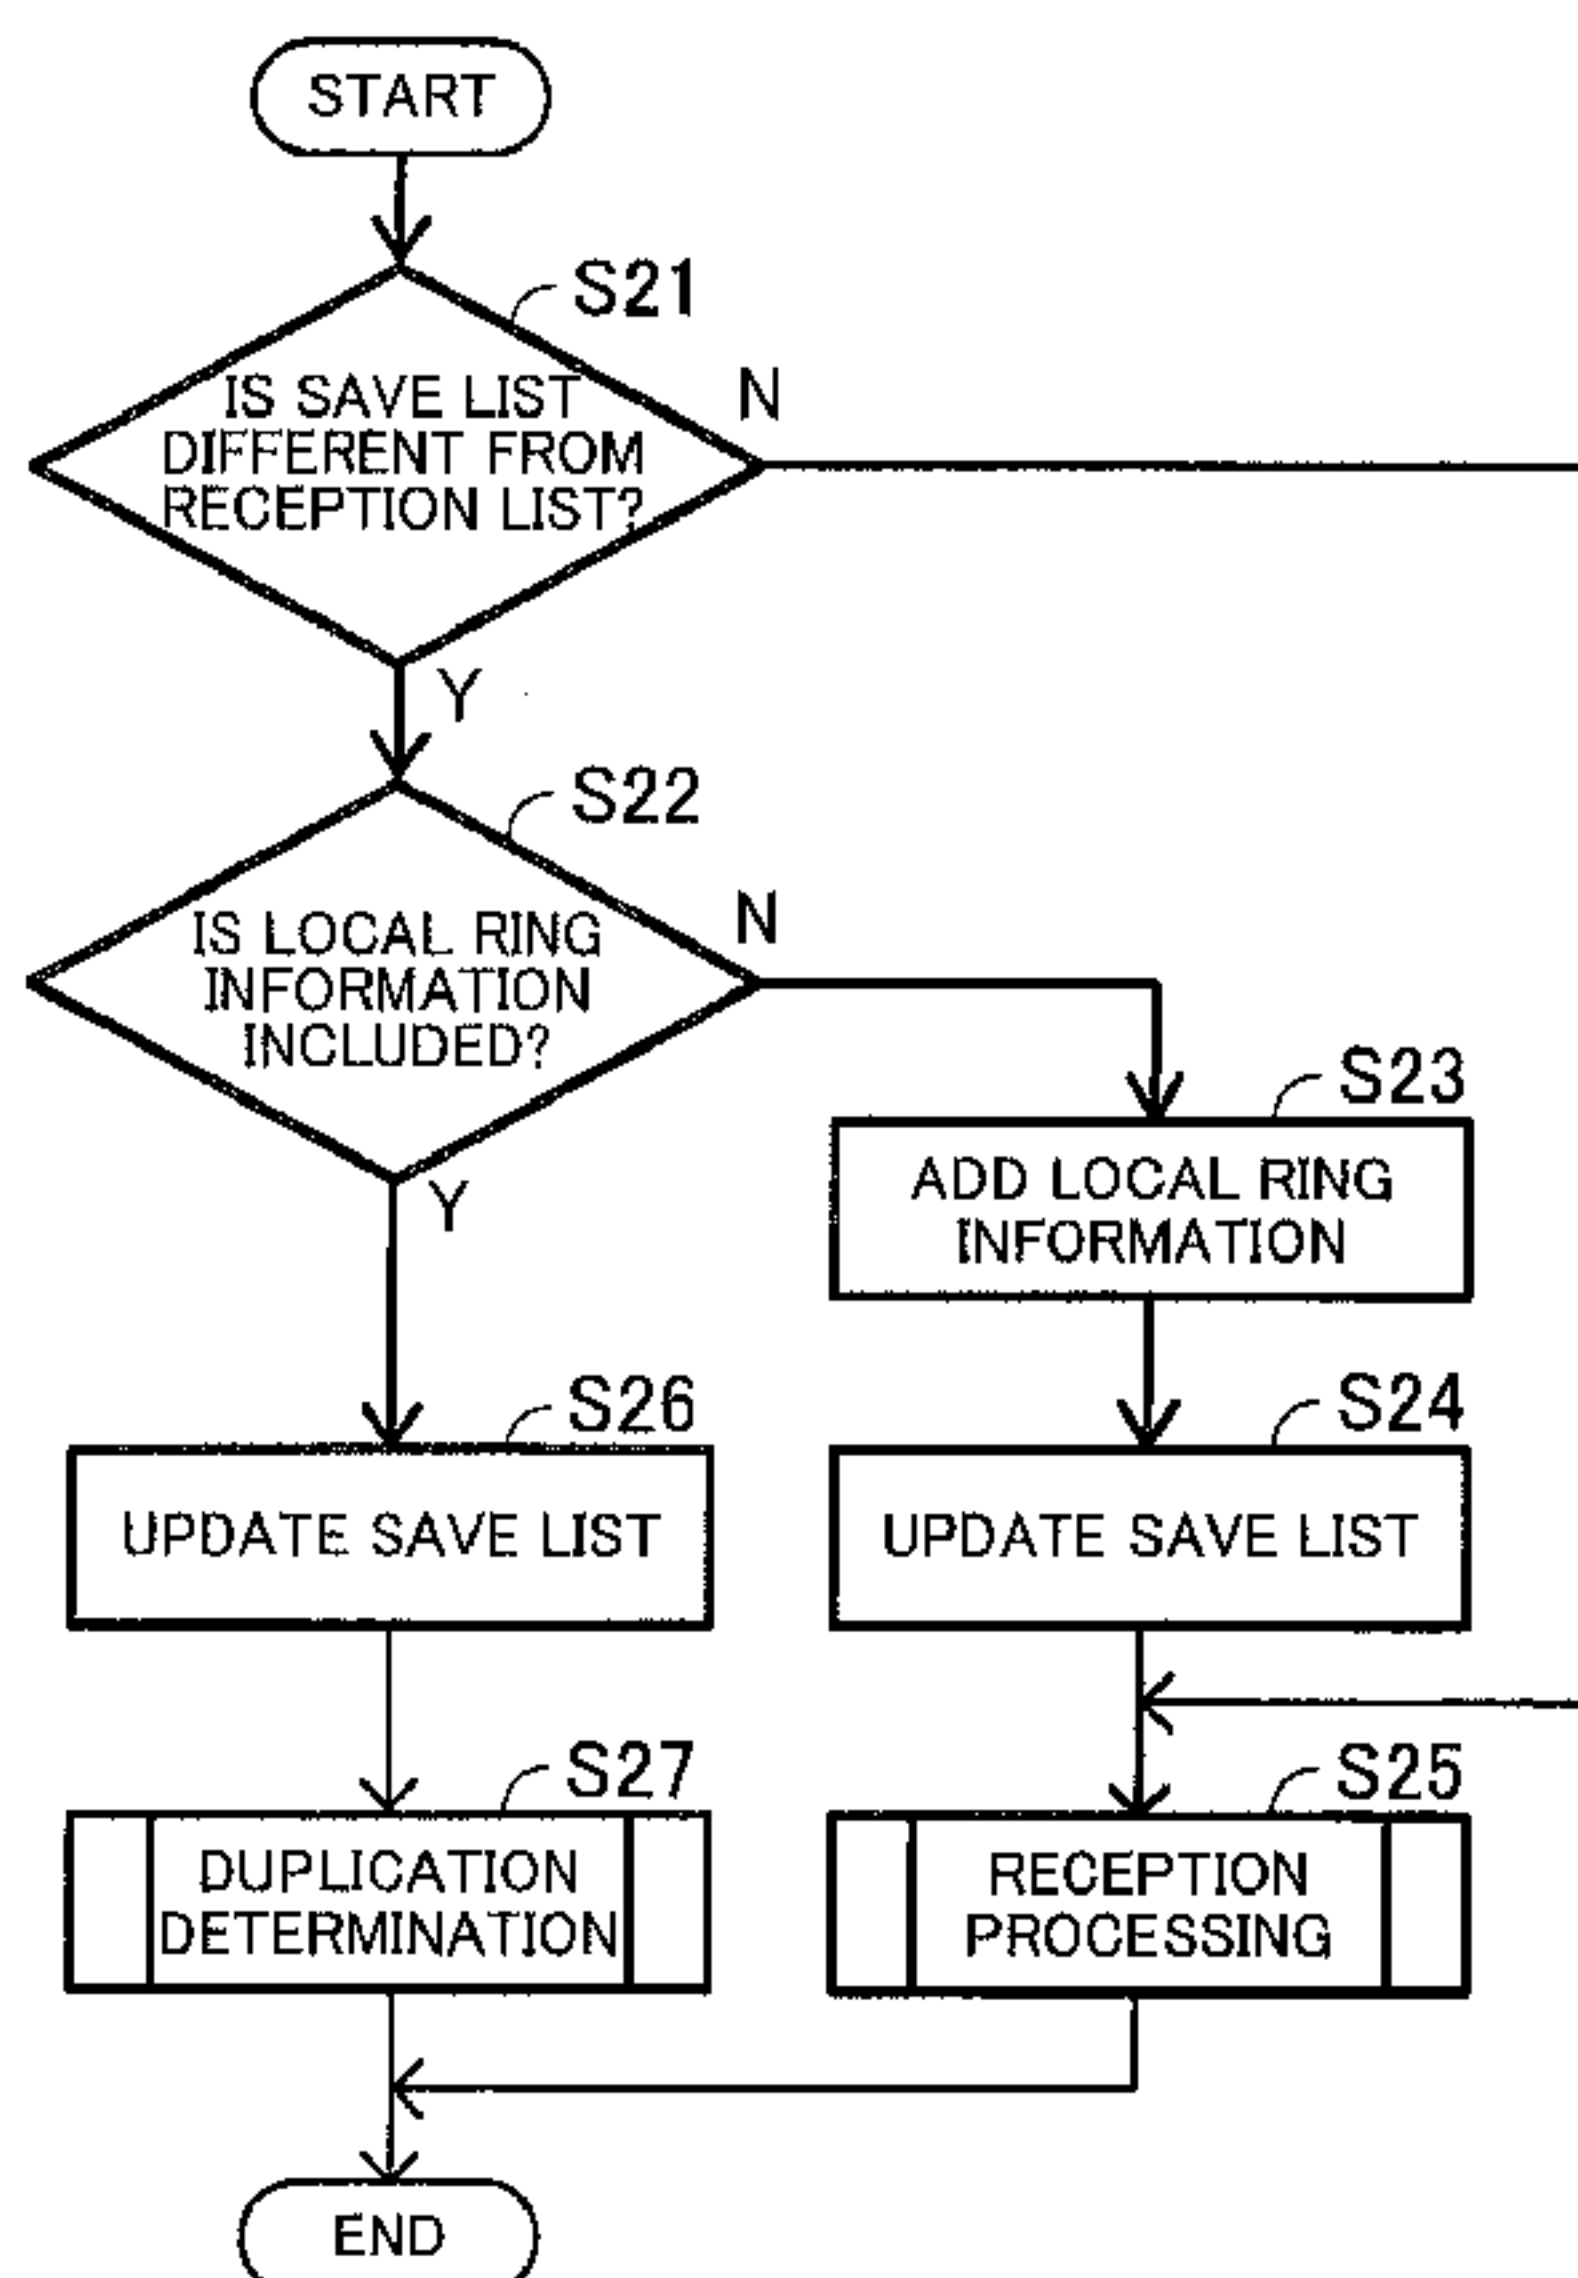 START
S21
IS SAVE LIST
DIFFERENT FROM
RECEPTION LIST?
N
Y
S22
IS LOCAL RING
INFORMATION
INCLUDED?
N
Y
S23
ADD LOCAL RING
INFORMATION
S26
UPDATE SAVE LIST
S24
UPDATE SAVE LIST
S27
DUPLICATION
DETERMINATION
S25
RECEPTION
PROCESSING
END